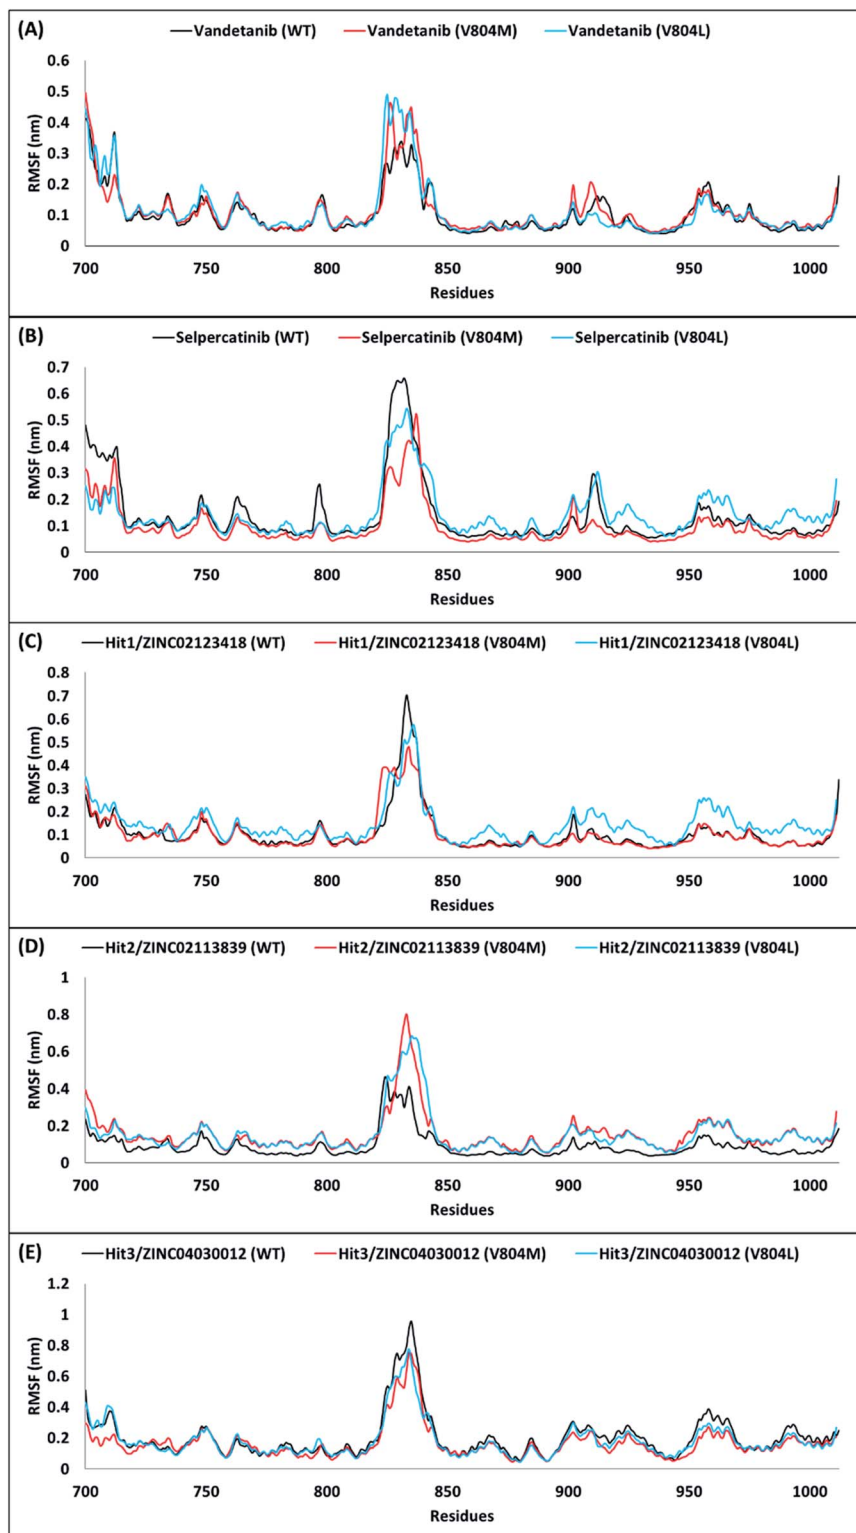 (A)
Vandetanib (WT) Vandetanib (V804M) Vandetanib (V804L)
0.6
0.5
0.4
0.3
0.2
0.1
0
RMSF (nm)
700 750 800 850 900 950 1000
Residues
(B)
Selpercatinib (WT) Selpercatinib (V804M) Selpercatinib (V804L)
0.7
0.6
0.5
0.4
0.3
0.2
0.1
0
RMSF (nm)
700 750 800 850 900 950 1000
Residues
(C)
Hit1/ZINC02123418 (WT) Hit1/ZINC02123418 (V804M) Hit1/ZINC02123418 (V804L)
0.8
0.7
0.6
0.5
0.4
0.3
0.2
0.1
0
RMSF (nm)
700 750 800 850 900 950 1000
Residues
(D)
Hit2/ZINC02113839 (WT) Hit2/ZINC02113839 (V804M) Hit2/ZINC02113839 (V804L)
1
0.8
0.6
0.4
0.2
0
RMSF (nm)
700 750 800 850 900 950 1000
Residues
(E)
Hit3/ZINC04030012 (WT) Hit3/ZINC04030012 (V804M) Hit3/ZINC04030012 (V804L)
1.2
1
0.8
0.6
0.4
0.2
0
RMSF (nm)
700 750 800 850 900 950 1000
Residues